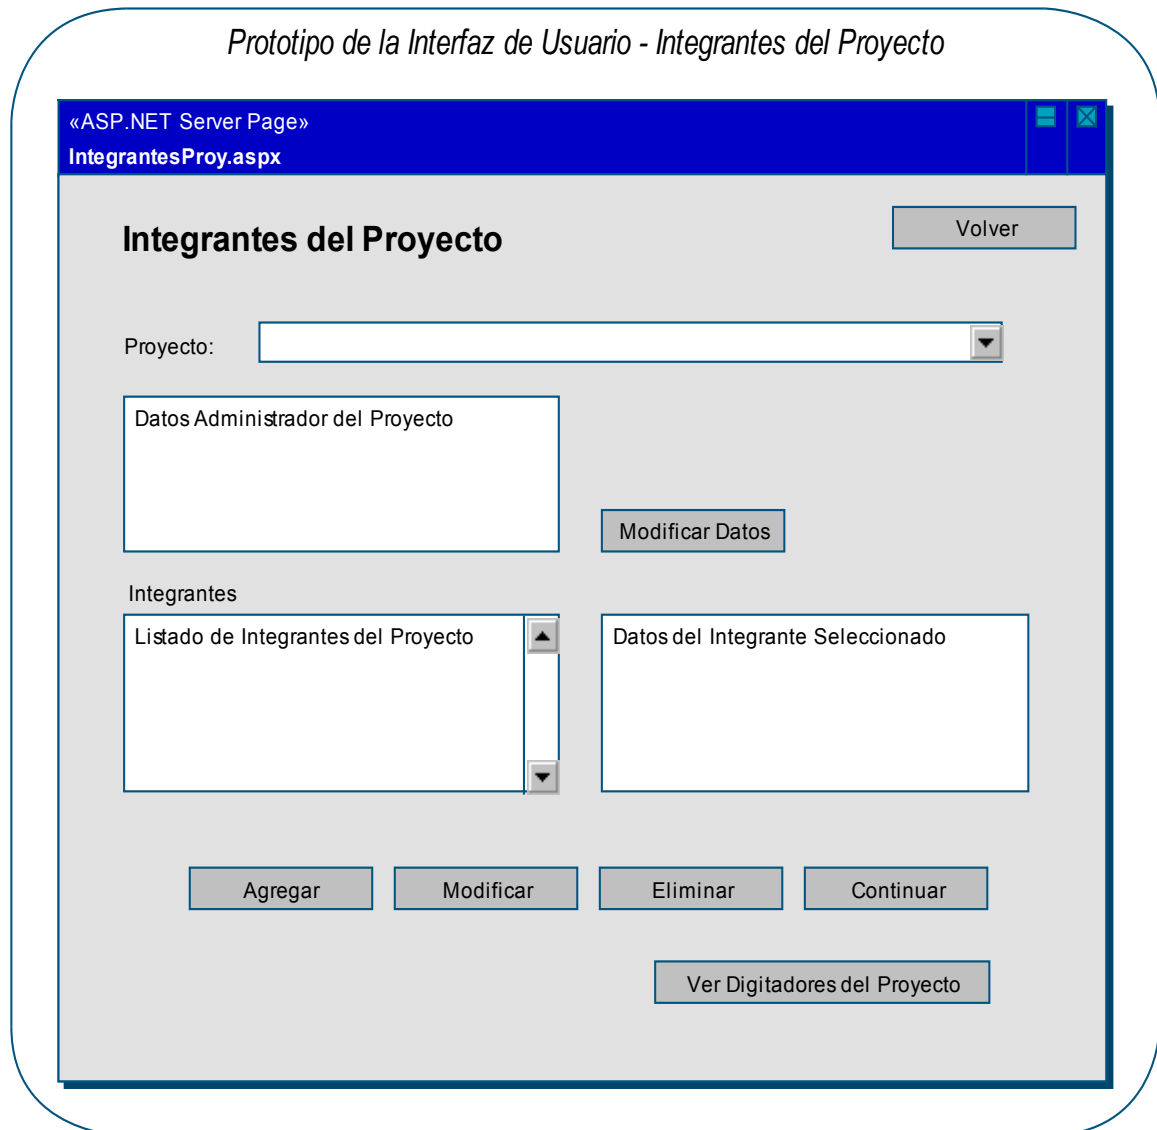 Prototipo de la Interfaz de Usuario - Integrantes del Proyecto
«ASP.NET Server Page»
IntegrantesProy.aspx
Integrantes del Proyecto
Volver
Proyecto:
Datos Administrador del Proyecto
Modificar Datos
Integrantes
Listado de Integrantes del Proyecto
Datos del Integrante Seleccionado
Agregar
Modificar
Eliminar
Continuar
Ver Digitadores del Proyecto